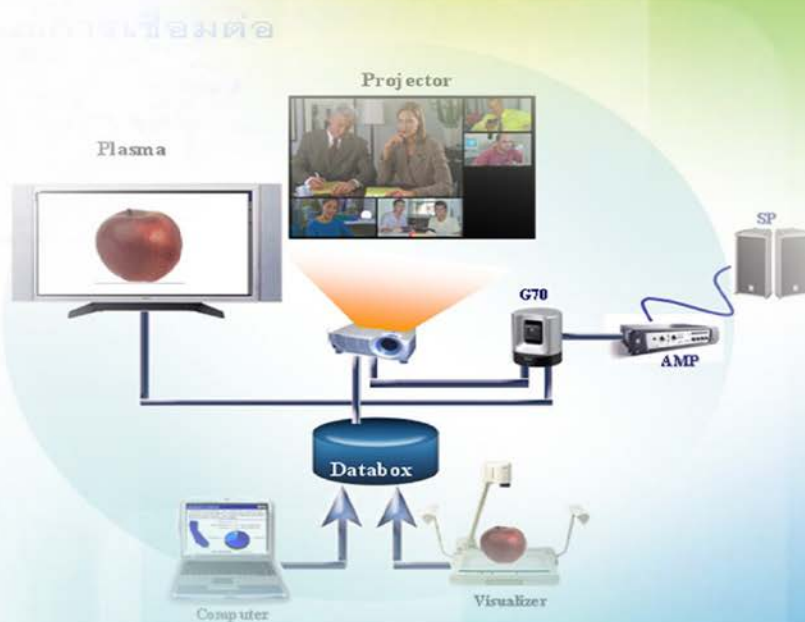 การเชื่อมต่อ
Projector
Plasma
SP
G70
AMP
Databox
Computer
Visualizer